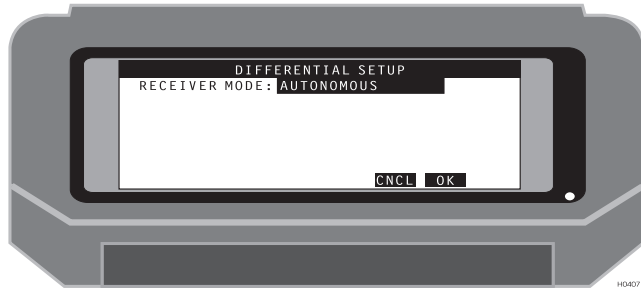 DIFFERENTIAL SETUP
RECEIVER MODE: AUTONOMOUS
CNCL OK
H0407